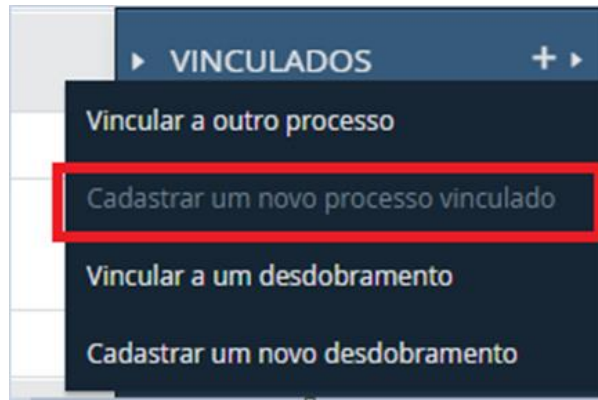 VINCULADOS +
Vincular a outro processo
Cadastrar um novo processo vinculado
Vincular a um desdobramento
Cadastrar um novo desdobramento